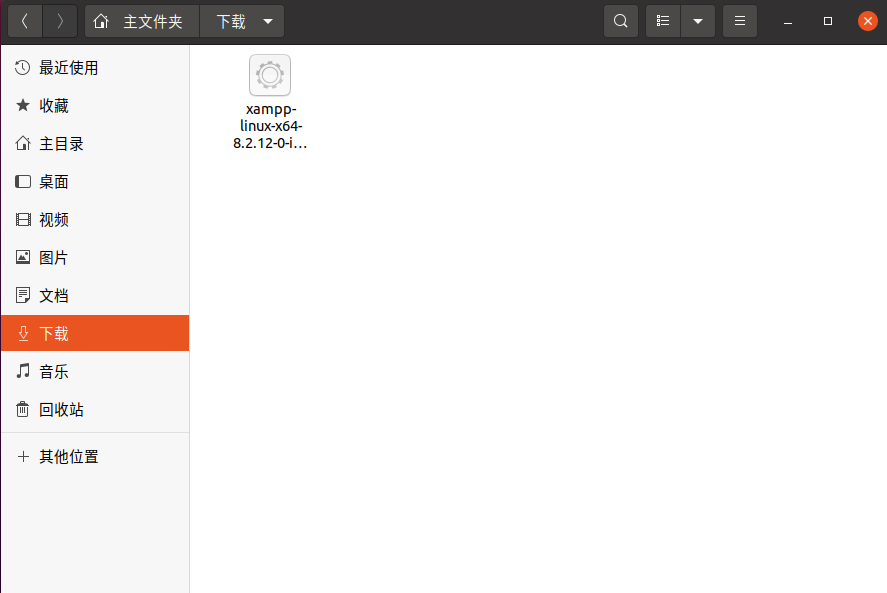 主文件夹
下载
最近使用
收藏
主目录
桌面
视频
图片
文档
下载
音乐
回收站
其他位置
xampp-
linux-x64-
8.2.12-0-i...